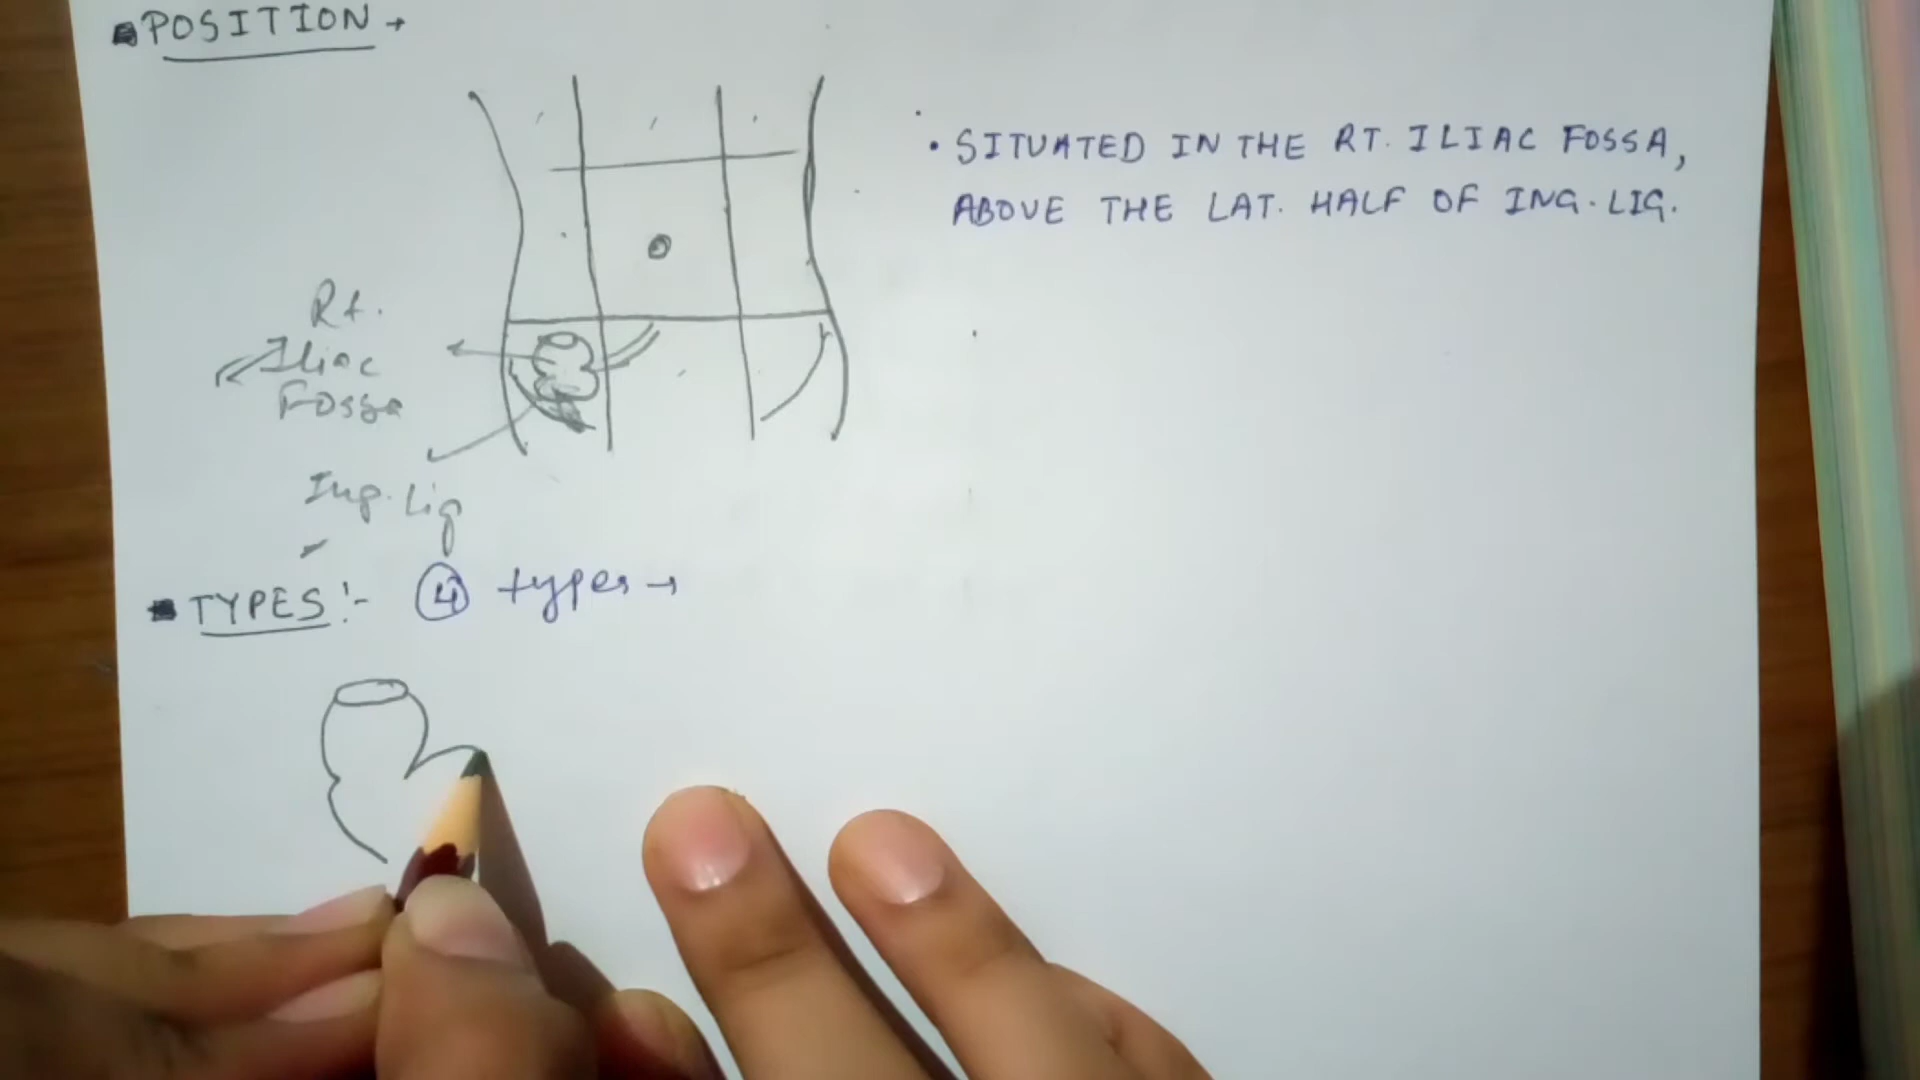 POSITION →
• SITUATED IN THE RT. ILIAC FOSSA,
ABOVE THE LAT. HALF OF ING. LIG.
Rt.
Iliac
Fossa
Ing. Lig
TYPES :- 4 types →